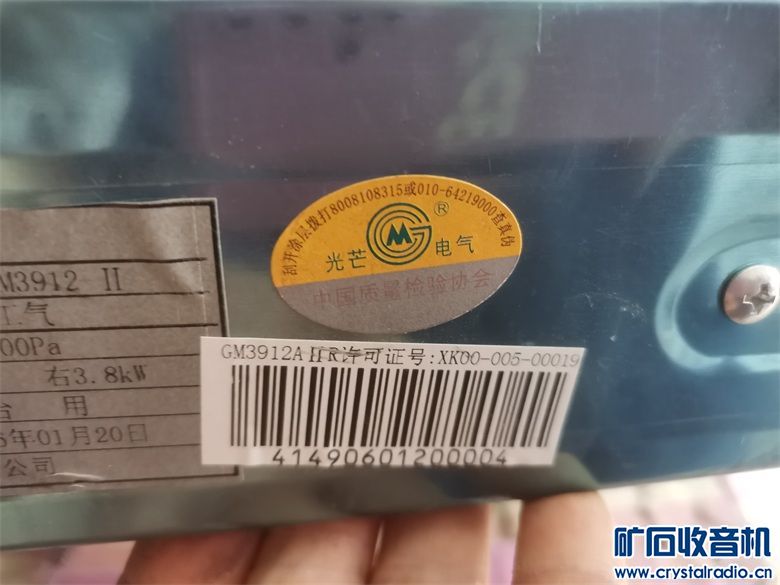 刮开涂层拨打8008108315或010-64219000查真伪
GM
®
光芒 电气
中国质量检验协会
M3912 II
工气
00Pa
右3.8kW
台 用
6年01月20日
公司
GM3912AⅡR许可证号:XK00-005-00019
41490601200004
矿石收音机
www.crystalradio.cn